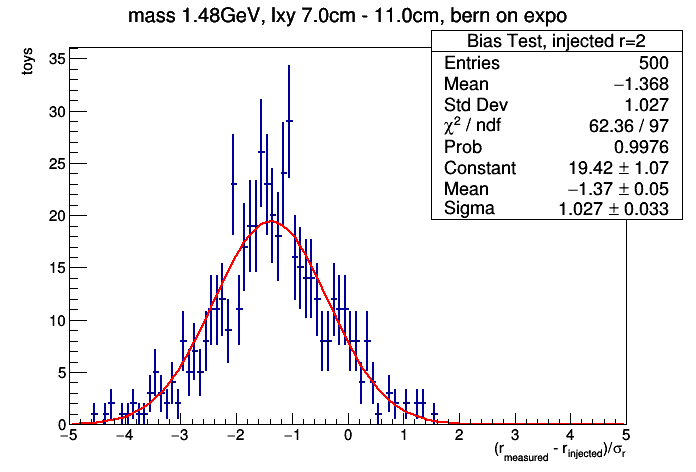 mass 1.48GeV, lxy 7.0cm - 11.0cm, bern on expo
Bias Test, injected r=2
Entries 500
Mean −1.368
Std Dev 1.027
χ² / ndf 62.36 / 97
Prob 0.9976
Constant 19.42 ± 1.07
Mean −1.37 ± 0.05
Sigma 1.027 ± 0.033
toys
35
30
25
20
15
10
5
0
−5 −4 −3 −2 −1 0 1 2 3 4 5
(r_measured - r_injected)/σ_r